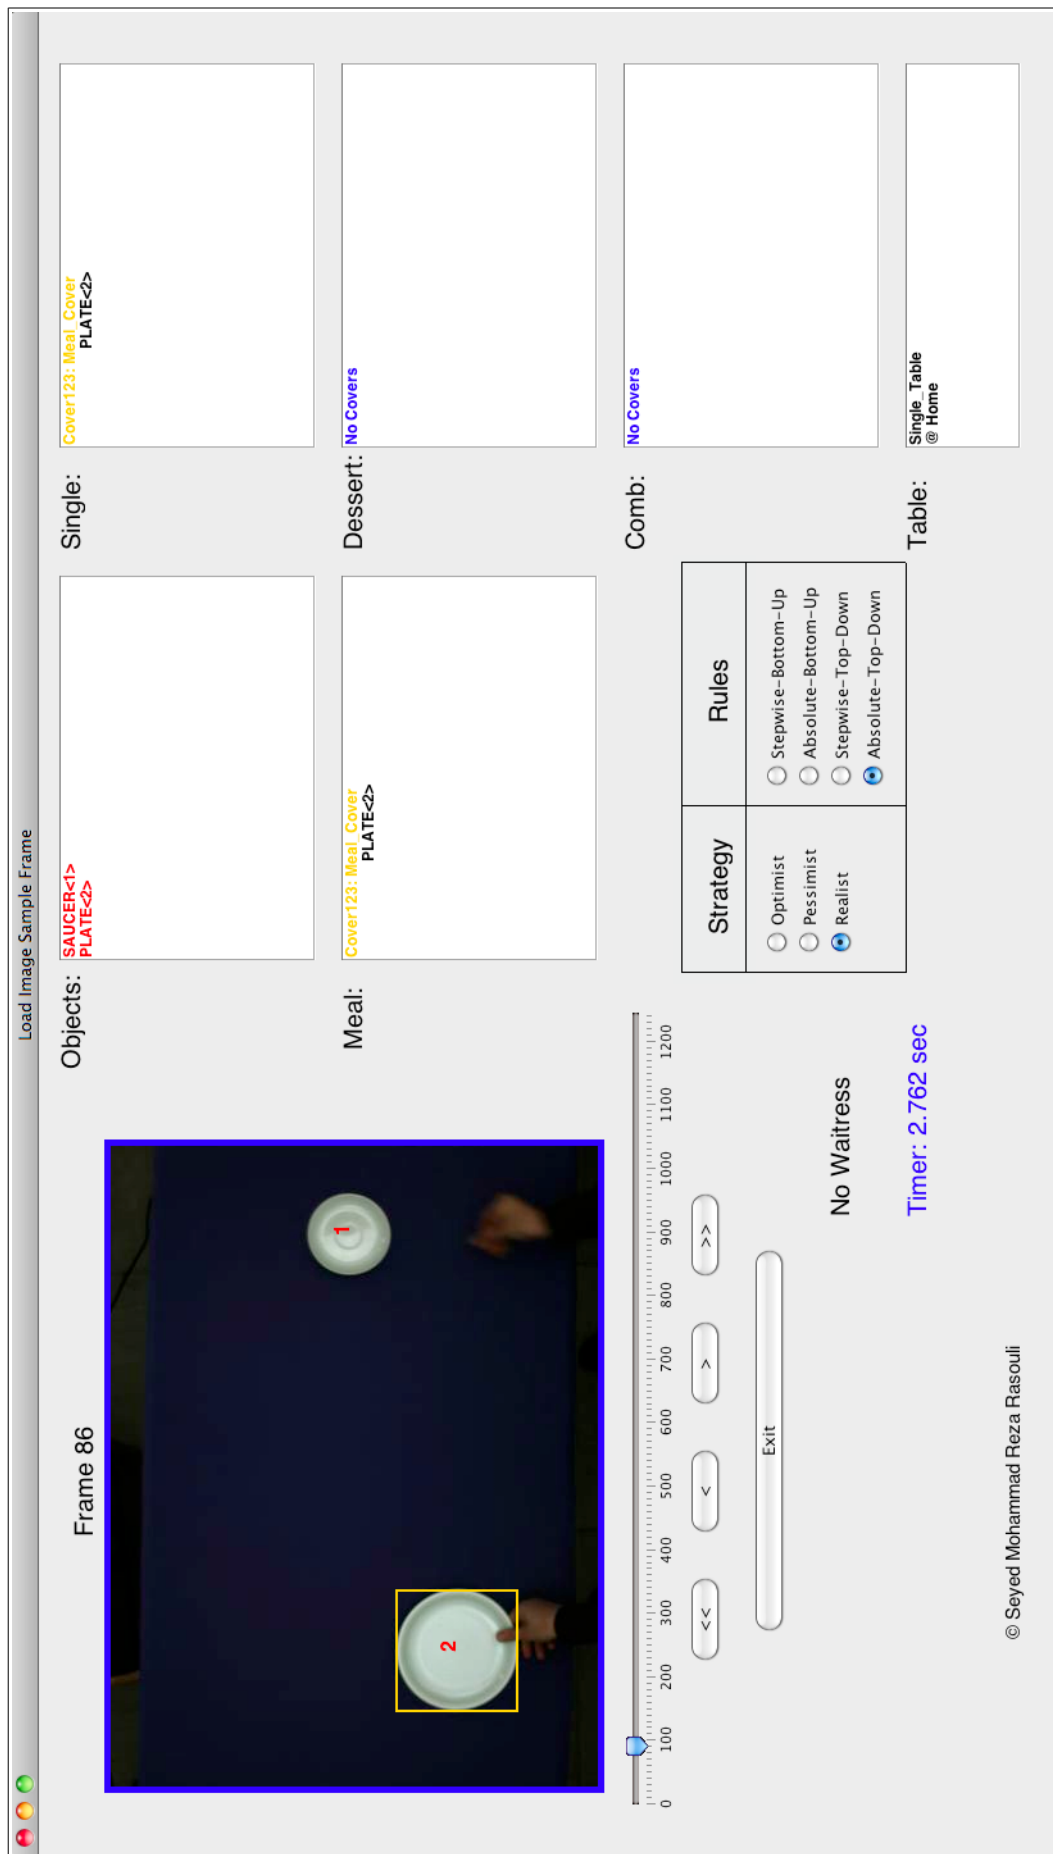 Load Image Sample Frame
Frame 86
2
1
0 100 200 300 400 500 600 700 800 900 1000 1100 1200
<< < > >>
Exit
No Waitress
Timer: 2.762 sec
© Seyed Mohammad Reza Rasouli
Objects:
SAUCER<1>
PLATE<2>
Single:
Cover123: Meal_Cover
PLATE<2>
Meal:
Cover123: Meal_Cover
PLATE<2>
Dessert:
No Covers
Comb:
No Covers
Strategy
Optimist
Pessimist
Realist
Rules
Stepwise-Bottom-Up
Absolute-Bottom-Up
Stepwise-Top-Down
Absolute-Top-Down
Table:
Single_Table
@ Home